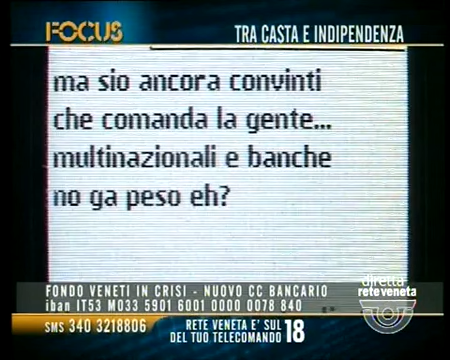 FOCUS
TRA CASTA E INDIPENDENZA
ma sio ancora convinti
che comanda la gente...
multinazionali e banche
no ga peso eh?
diretta
reteveneta
FONDO VENETI IN CRISI - NUOVO CC BANCARIO
iban IT53 M033 5901 6001 0000 0078 840
SMS 340 3218806
RETE VENETA E' SUL
DEL TUO TELECOMANDO
18